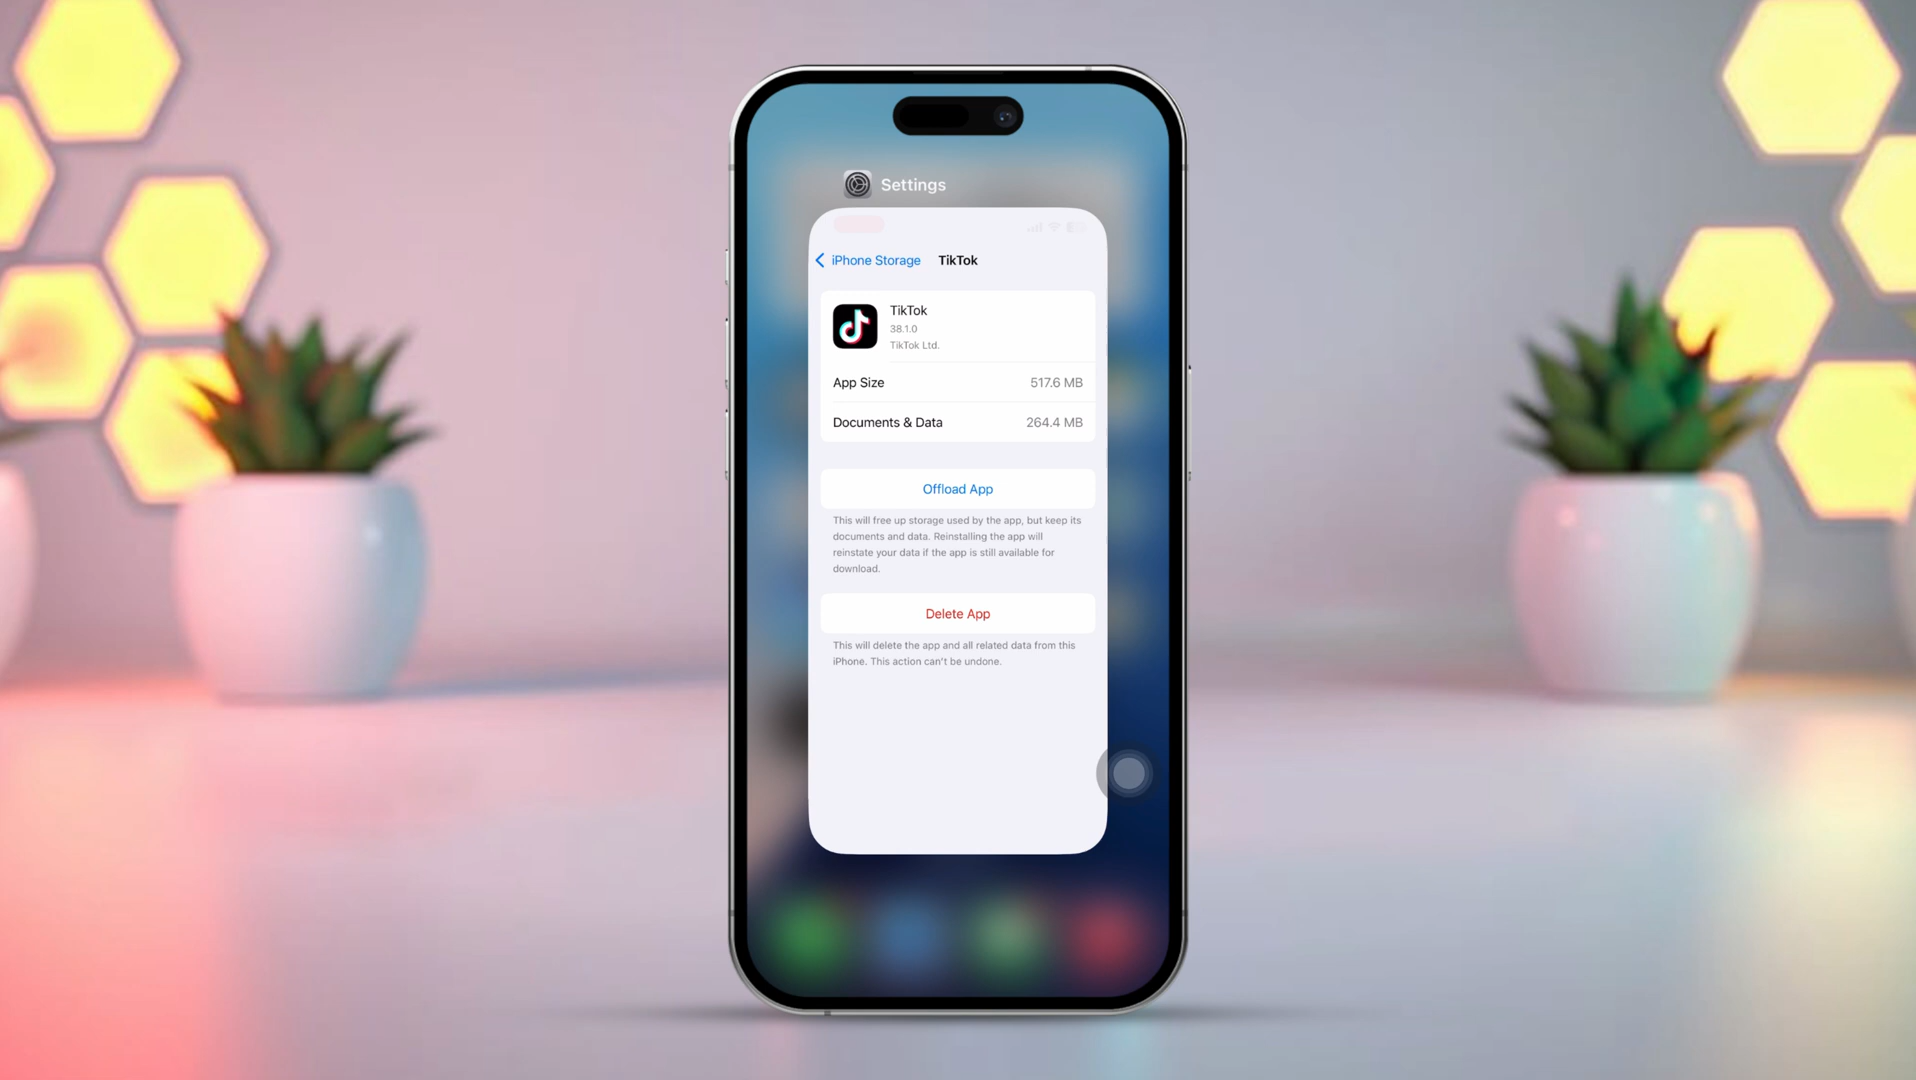 Settings
iPhone Storage TikTok
TikTok
38.1.0
TikTok Ltd.
App Size 517.6 MB
Documents & Data 264.4 MB
Offload App
This will free up storage used by the app, but keep its
documents and data. Reinstalling the app will
reinstate your data if the app is still available for
download.
Delete App
This will delete the app and all related data from this
iPhone. This action can't be undone.